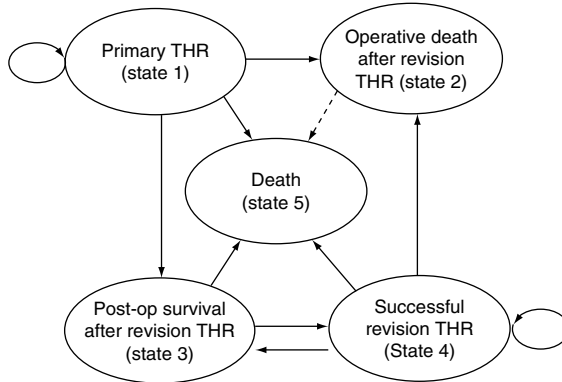 Primary THR
(state 1)
Operative death
after revision
THR (state 2)
Death
(state 5)
Post-op survival
after revision THR
(state 3)
Successful
revision THR
(State 4)